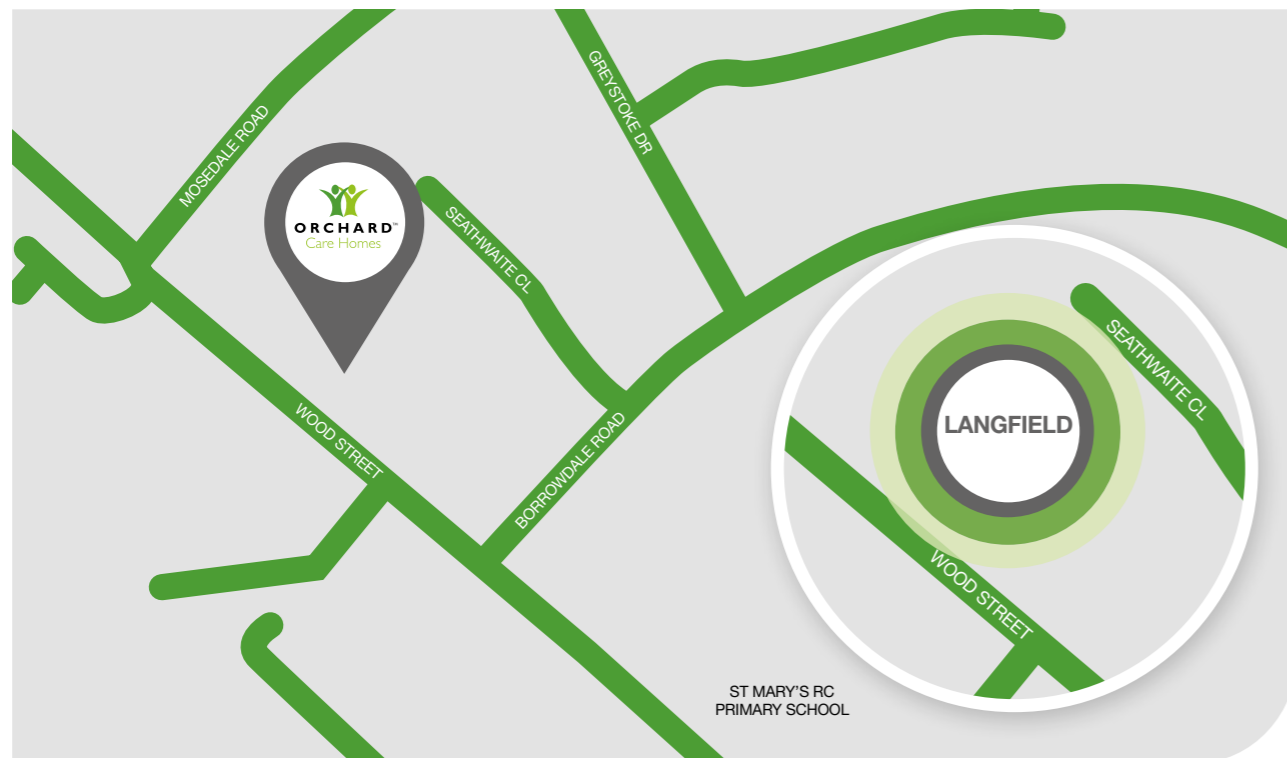 MOSEDALE ROAD
GREYSTOKE DR
ORCHARD™
Care Homes
SEATHWAITE CL
WOOD STREET
BORROWDALE ROAD
LANGFIELD
SEATHWAITE CL
WOOD STREET
ST MARY'S RC
PRIMARY SCHOOL